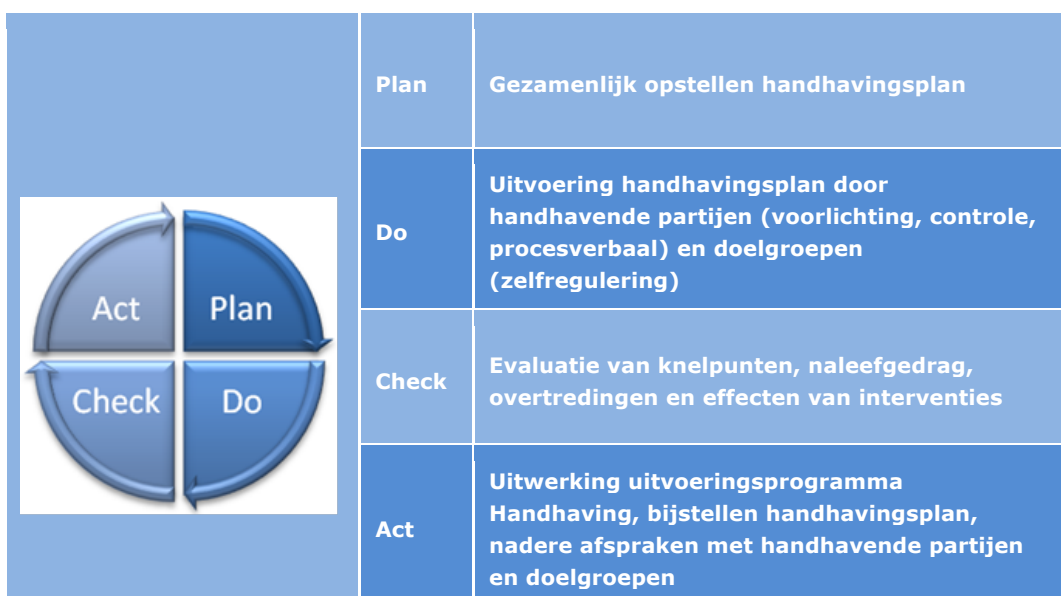 Act Plan
Check Do
Plan
Gezamenlijk opstellen handhavingsplan
Do
Uitvoering handhavingsplan door
handhavende partijen (voorlichting, controle,
procesverbaal) en doelgroepen
(zelfregulering)
Check
Evaluatie van knelpunten, naleefgedrag,
overtredingen en effecten van interventies
Act
Uitwerking uitvoeringsprogramma
Handhaving, bijstellen handhavingsplan,
nadere afspraken met handhavende partijen
en doelgroepen